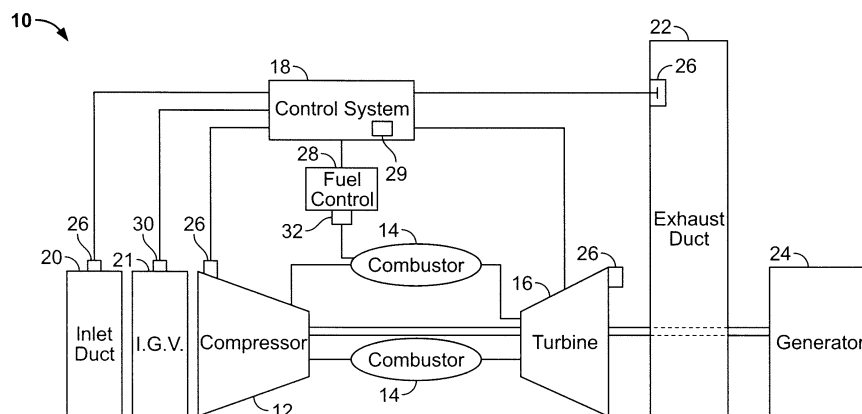 10
22
18
26
Control System
29
28
Fuel
Control
32
26
20
30
21
26
14
Combustor
26
16
Exhaust
Duct
24
Inlet
Duct
I.G.V.
Compressor
Turbine
Generator
Combustor
14
12